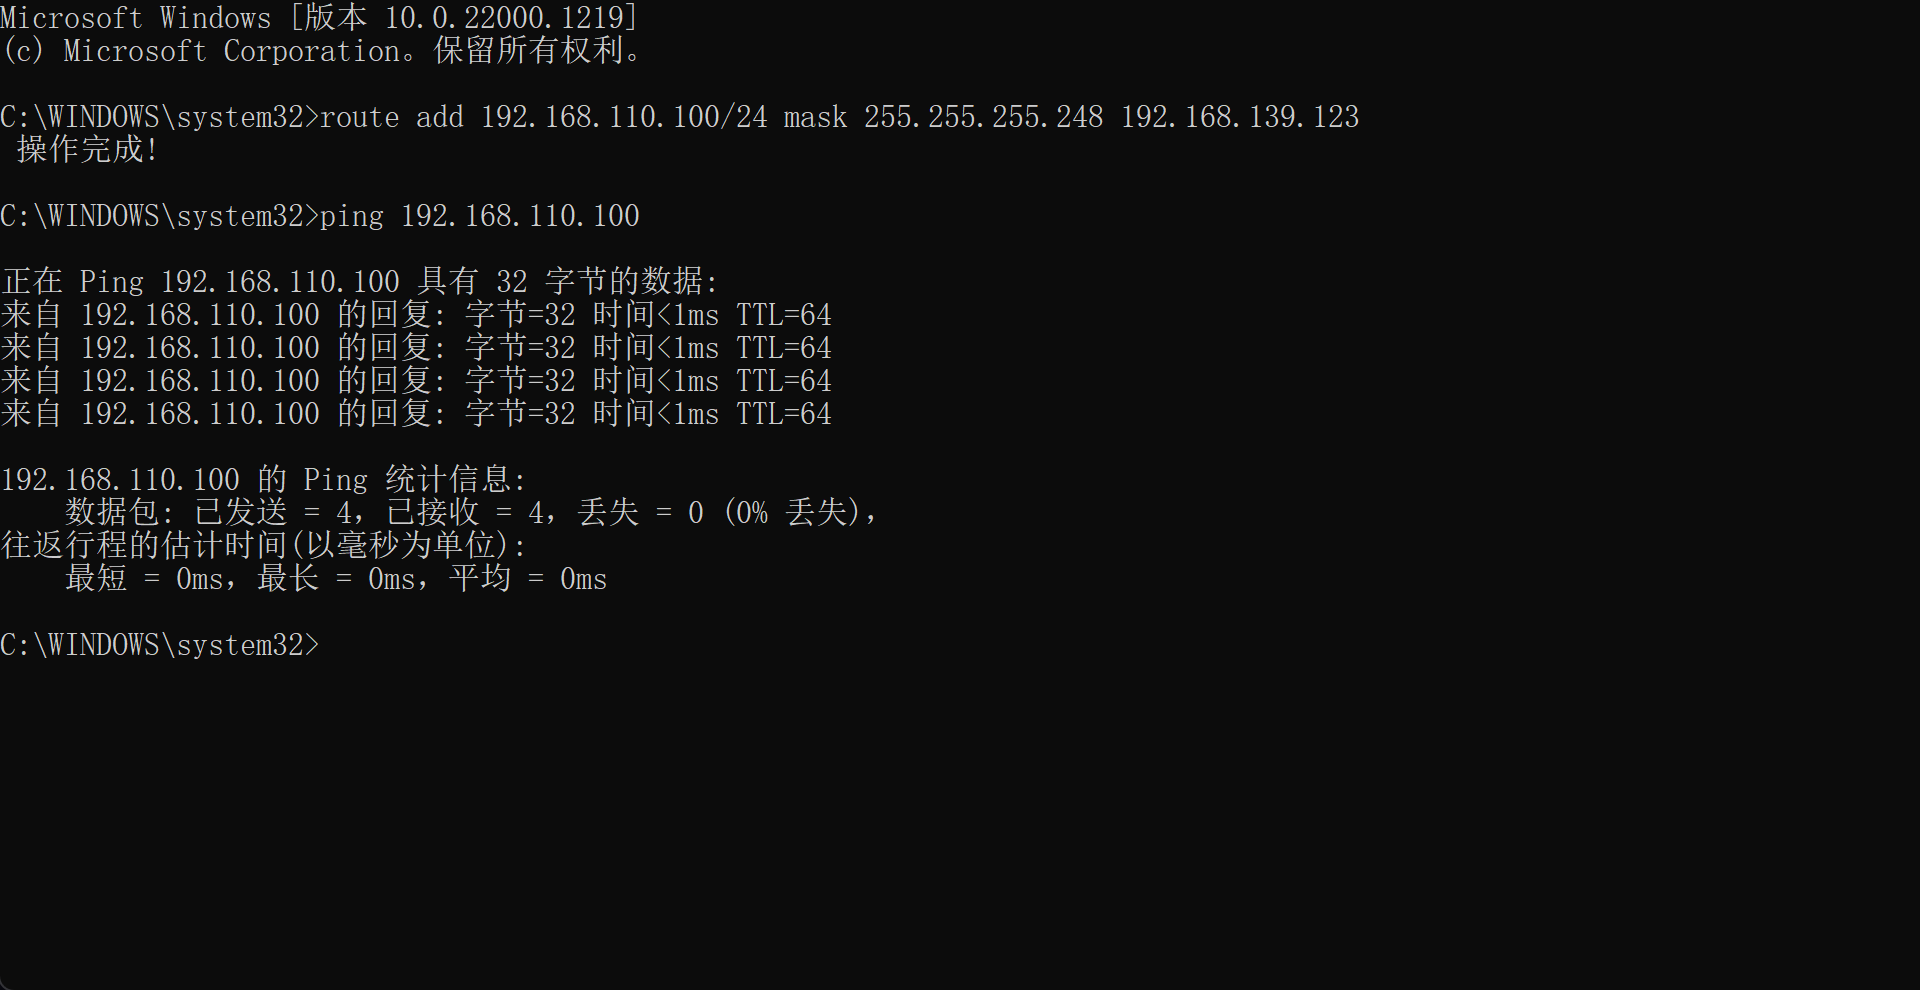 Microsoft Windows [版本 10.0.22000.1219]
(c) Microsoft Corporation。保留所有权利。
C:\WINDOWS\system32>route add 192.168.110.100/24 mask 255.255.255.248 192.168.139.123
操作完成!
C:\WINDOWS\system32>ping 192.168.110.100
正在 Ping 192.168.110.100 具有 32 字节的数据:
来自 192.168.110.100 的回复: 字节=32 时间<1ms TTL=64
来自 192.168.110.100 的回复: 字节=32 时间<1ms TTL=64
来自 192.168.110.100 的回复: 字节=32 时间<1ms TTL=64
来自 192.168.110.100 的回复: 字节=32 时间<1ms TTL=64
192.168.110.100 的 Ping 统计信息:
数据包: 已发送 = 4，已接收 = 4，丢失 = 0 (0% 丢失)，
往返行程的估计时间(以毫秒为单位):
最短 = 0ms，最长 = 0ms，平均 = 0ms
C:\WINDOWS\system32>